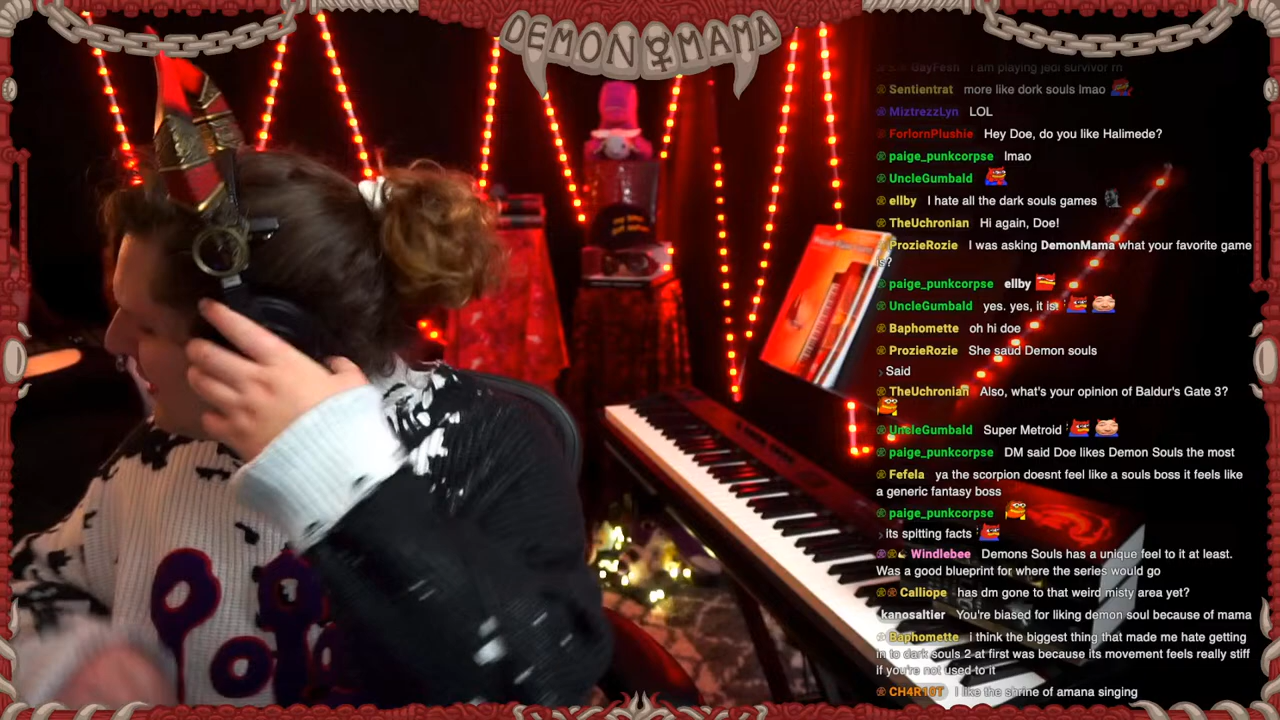 DEMON MAMA
i am playing jedi survivor rn
Sentientrat more like dork souls lmao
MiztrezzLyn LOL
ForlornPlushie Hey Doe, do you like Halimede?
paige_punkcorpse lmao
UncleGumbald
ellby I hate all the dark souls games
TheUchronian Hi again, Doe!
ProzieRozie I was asking DemonMama what your favorite game
is?
paige_punkcorpse ellby
UncleGumbald yes. yes, it is!
Baphomette oh hi doe
ProzieRozie She saud Demon souls
Said
TheUchronian Also, what's your opinion of Baldur's Gate 3?
UncleGumbald Super Metroid
paige_punkcorpse DM said Doe likes Demon Souls the most
Fefela ya the scorpion doesnt feel like a souls boss it feels like
a generic fantasy boss
paige_punkcorpse
its spitting facts
Windlebee Demons Souls has a unique feel to it at least.
Was a good blueprint for where the series would go
Calliope has dm gone to that weird misty area yet?
kanosaltier You're biased for liking demon soul because of mama
Baphomette i think the biggest thing that made me hate getting
in to dark souls 2 at first was because its movement feels really stiff
if you're not used to it
CH4R10T I like the shrine of amana singing